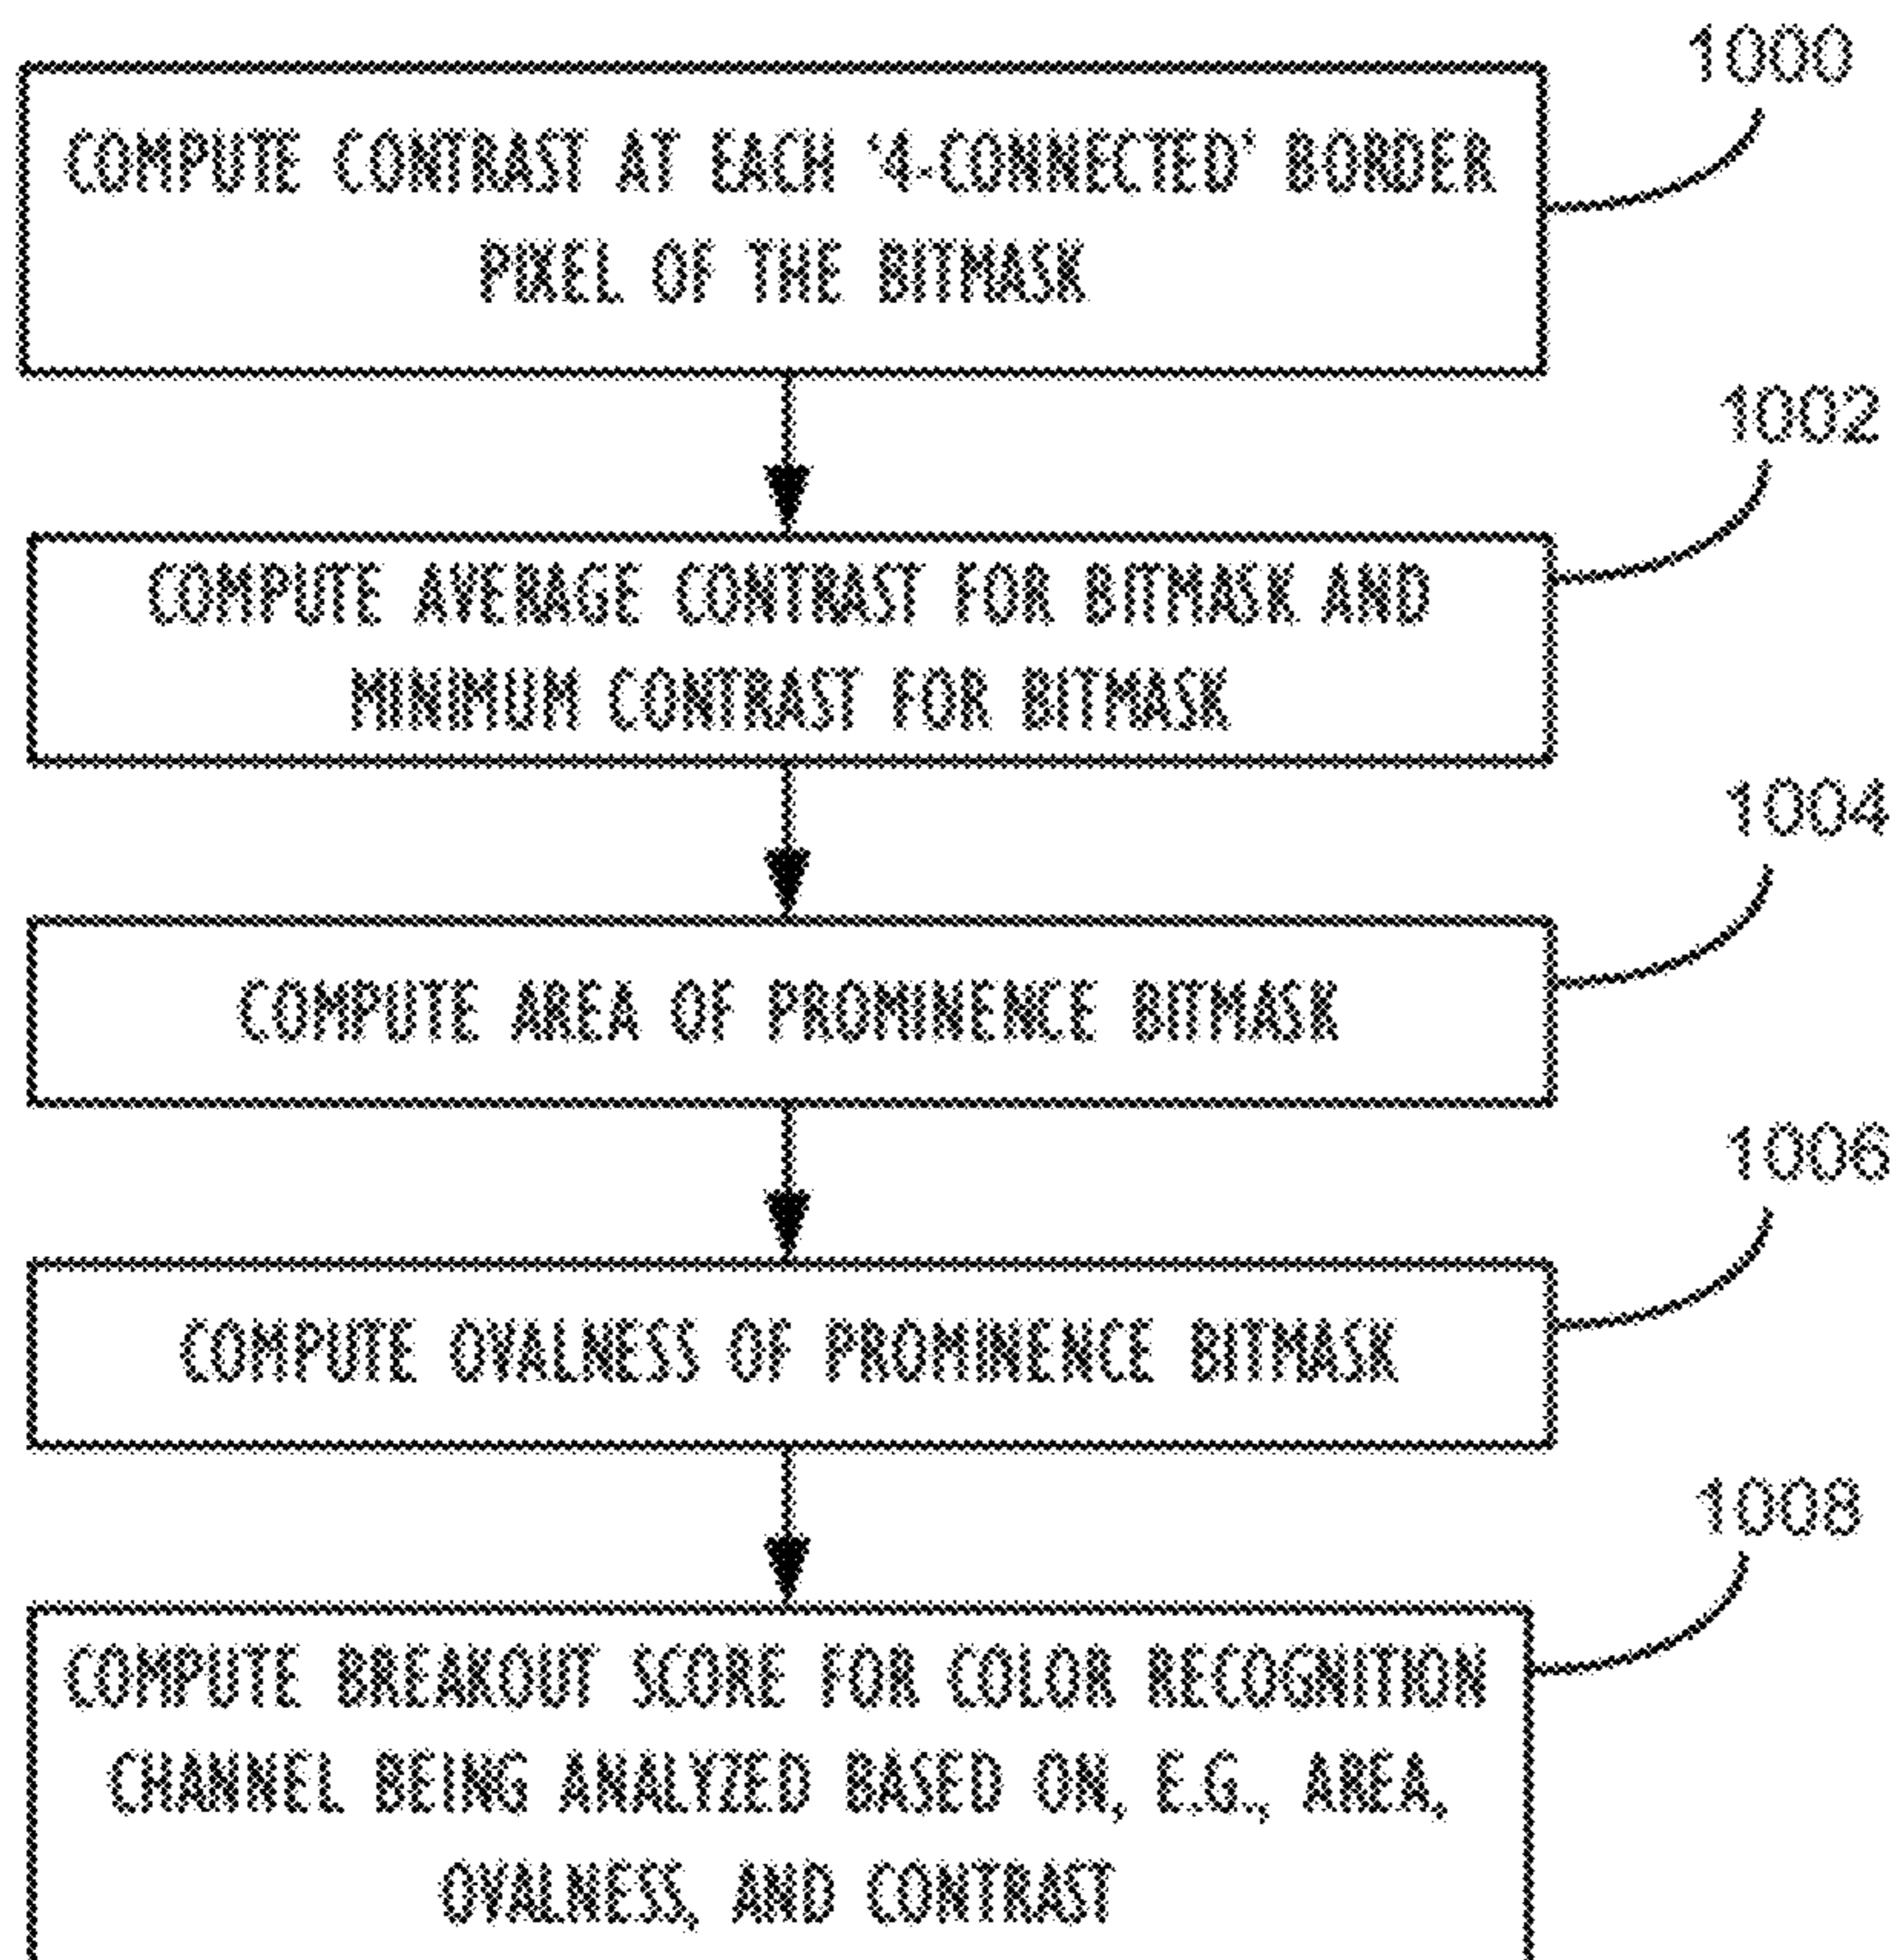 1000
COMPUTE CONTRAST AT EACH '4-CONNECTED' BORDER
PIXEL OF THE BITMASK
1002
COMPUTE AVERAGE CONTRAST FOR BITMASK AND
MINIMUM CONTRAST FOR BITMASK
1004
COMPUTE AREA OF PROMINENCE BITMASK
1006
COMPUTE OVALNESS OF PROMINENCE BITMASK
1008
COMPUTE BREAKOUT SCORE FOR COLOR RECOGNITION
CHANNEL BEING ANALYZED BASED ON, E.G., AREA,
OVALNESS, AND CONTRAST